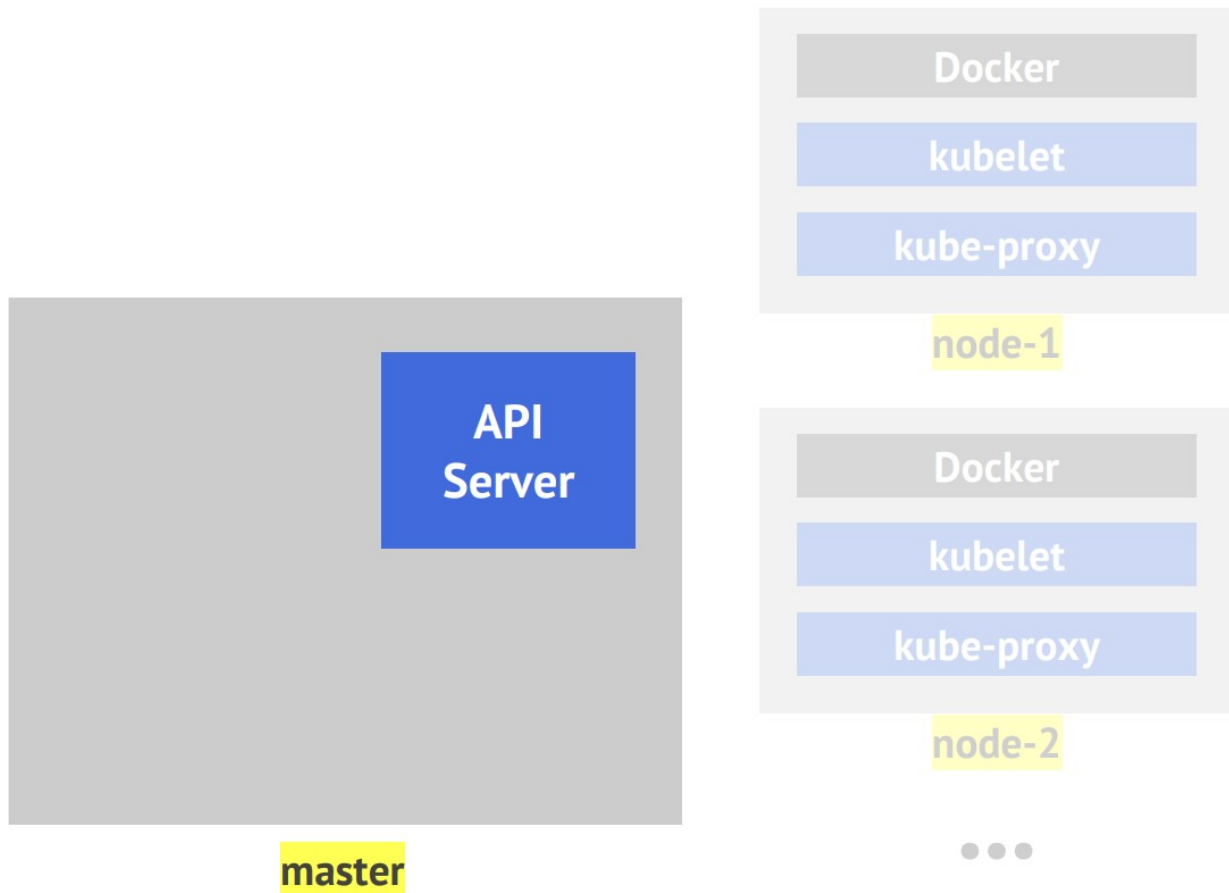 API
Server
master
Docker
kubelet
kube-proxy
node-1
Docker
kubelet
kube-proxy
node-2
...